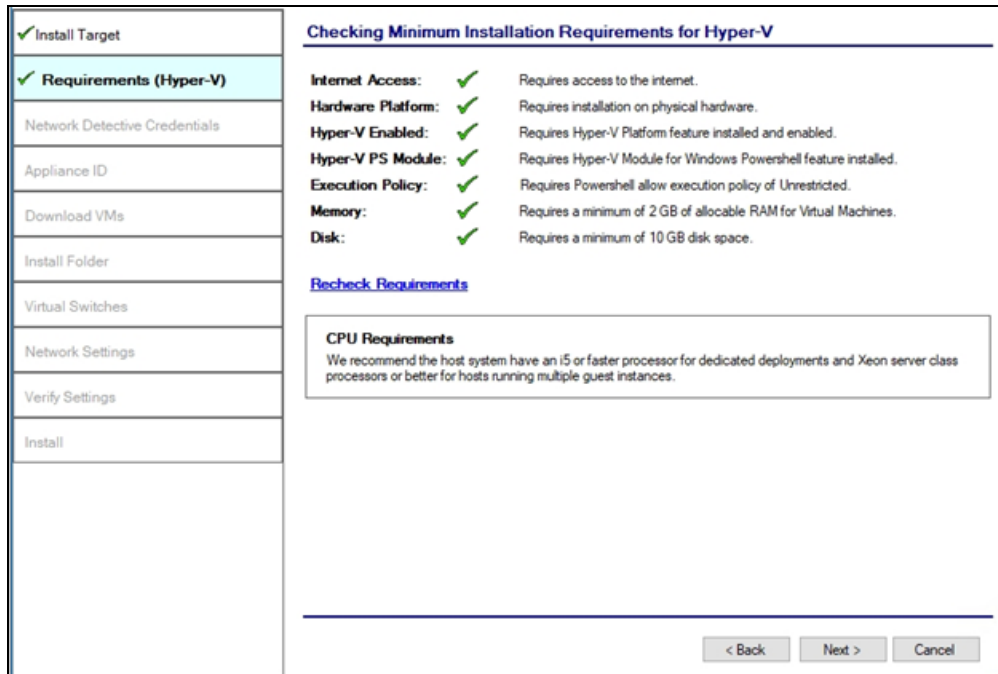 Install Target
Requirements (Hyper-V)
Network Detective Credentials
Appliance ID
Download VMs
Install Folder
Virtual Switches
Network Settings
Verify Settings
Install
Checking Minimum Installation Requirements for Hyper-V
Internet Access: Requires access to the internet.
Hardware Platform: Requires installation on physical hardware.
Hyper-V Enabled: Requires Hyper-V Platform feature installed and enabled.
Hyper-V PS Module: Requires Hyper-V Module for Windows Powershell feature installed.
Execution Policy: Requires Powershell allow execution policy of Unrestricted.
Memory: Requires a minimum of 2 GB of allocable RAM for Virtual Machines.
Disk: Requires a minimum of 10 GB disk space.
Recheck Requirements
CPU Requirements
We recommend the host system have an i5 or faster processor for dedicated deployments and Xeon server class
processors or better for hosts running multiple guest instances.
< Back Next > Cancel